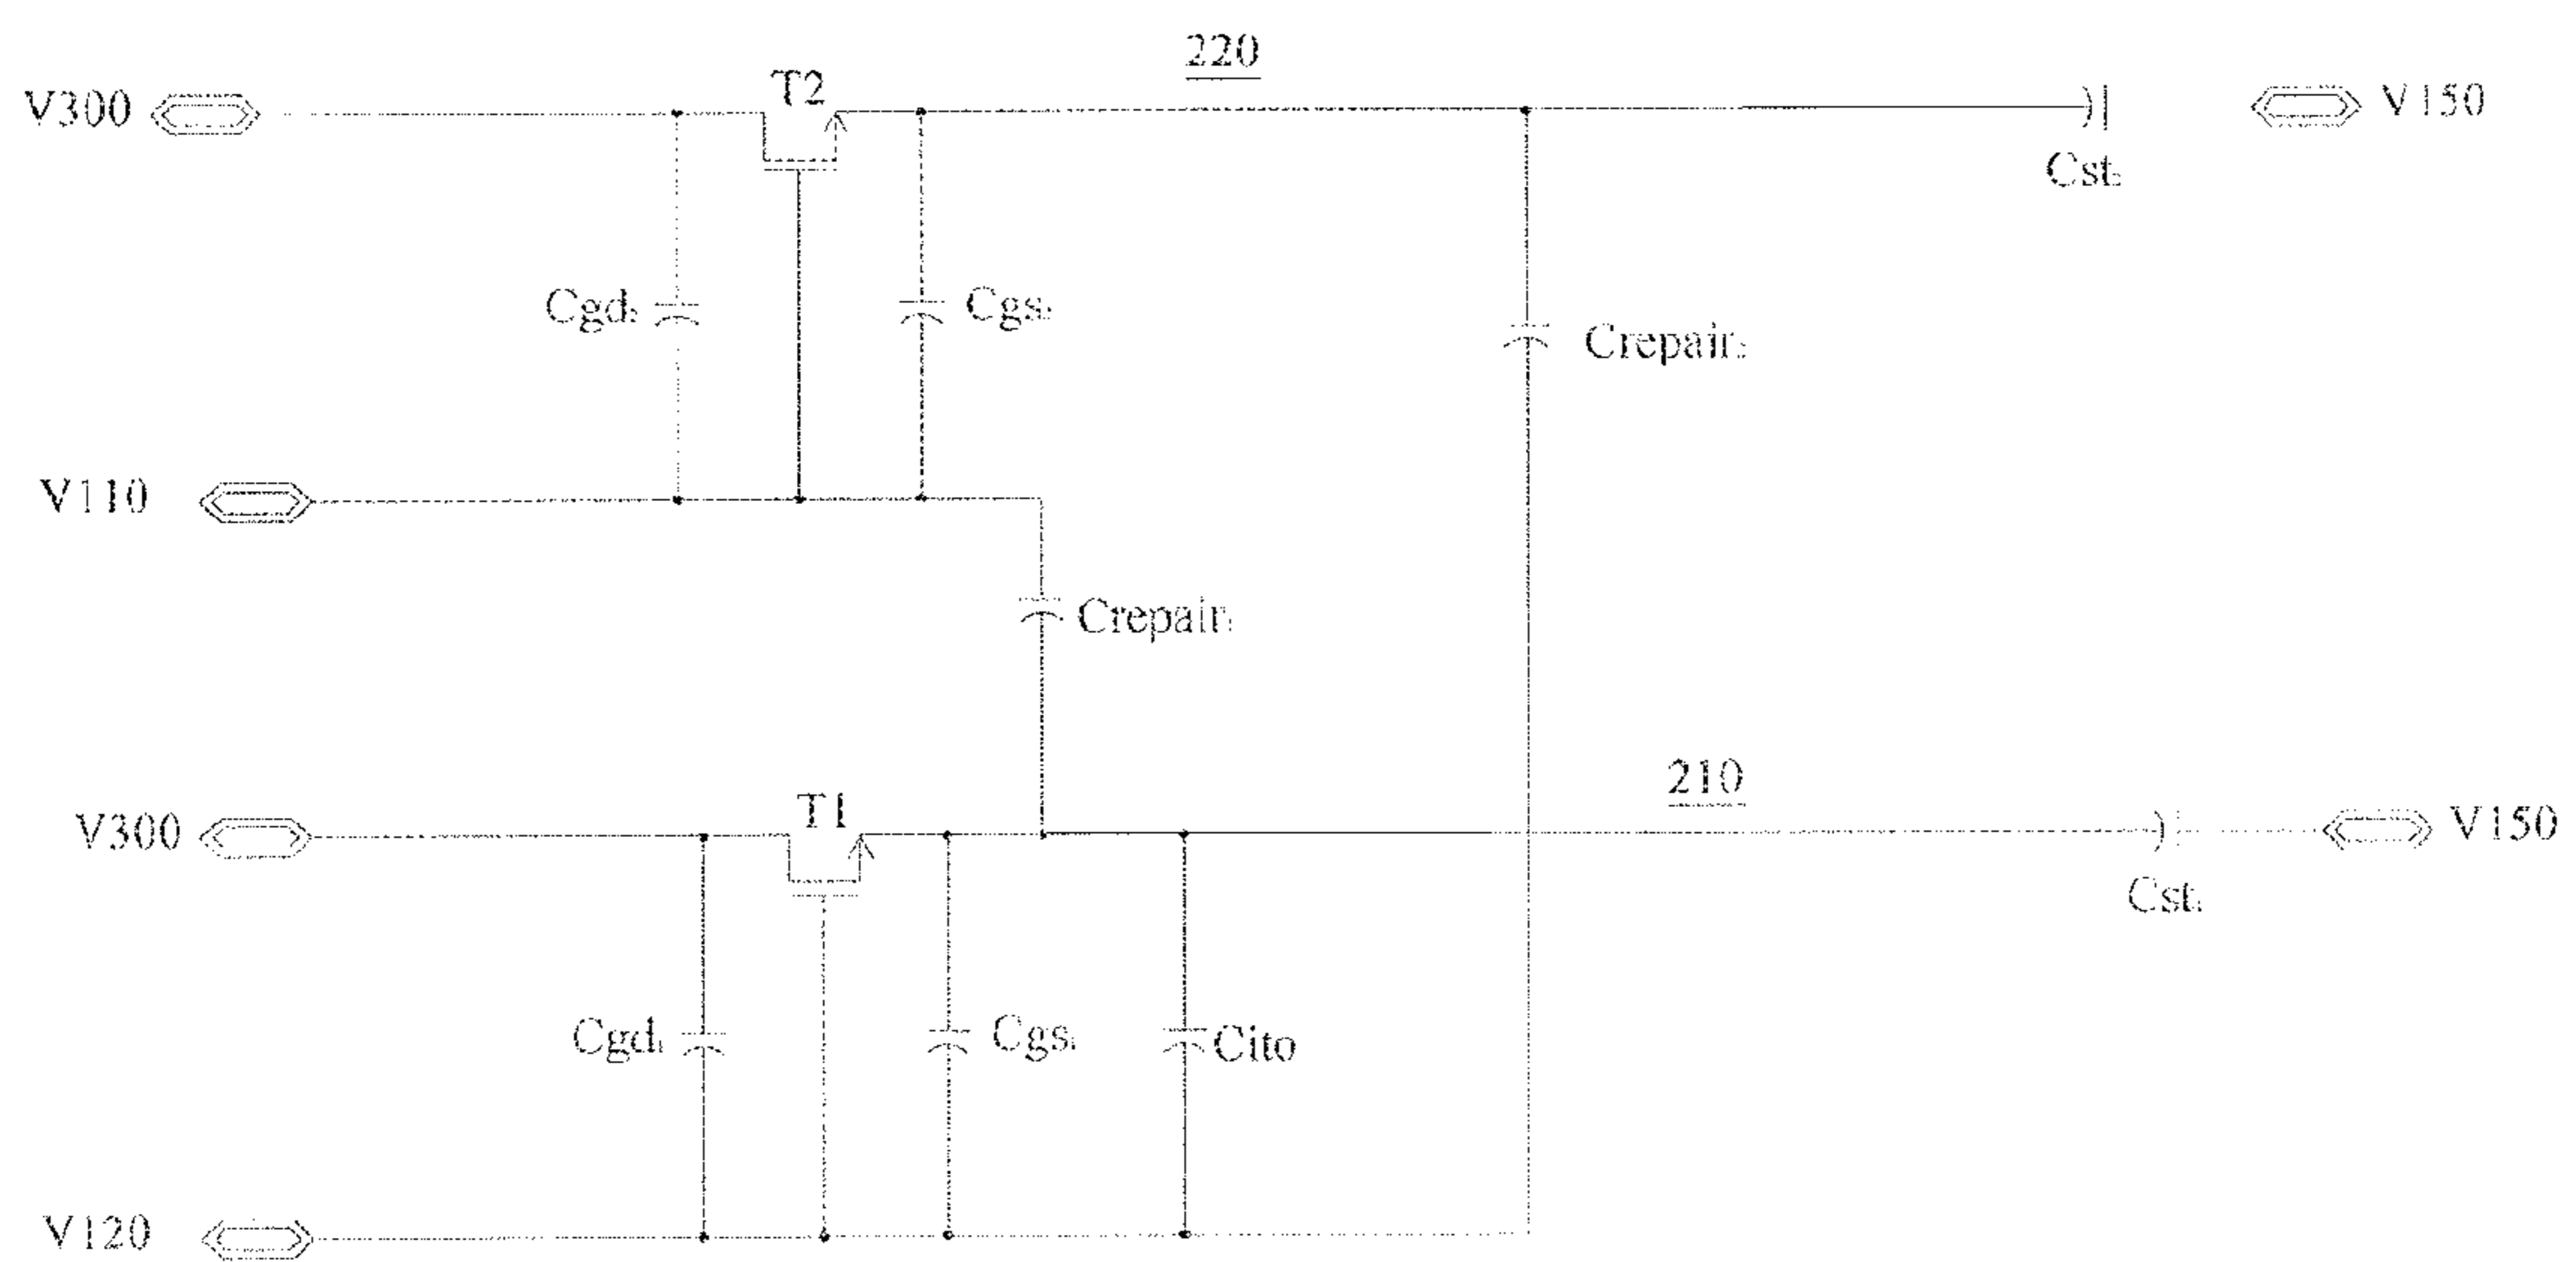 220
T2
V300
V150
Cst₂
Cgd₂
Cgs₂
Crepair₂
V110
Crepair₁
210
T1
V300
V150
Cst₁
Cgd₁
Cgs₁
Cito
V120